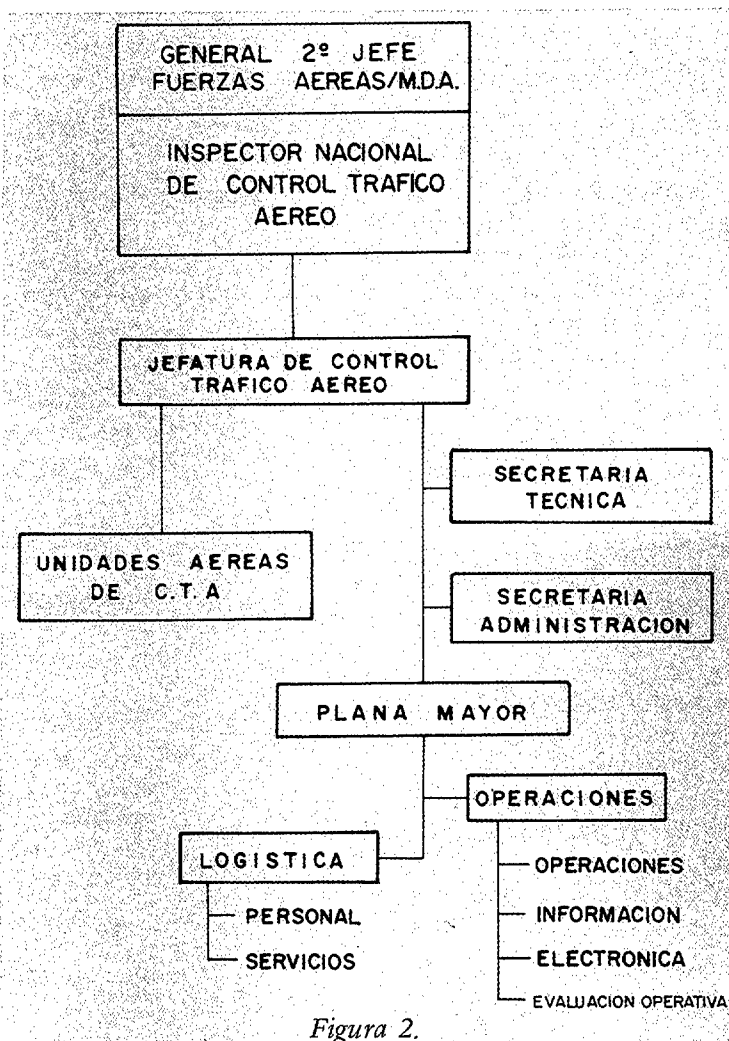 GENERAL 2º JEFE
FUERZAS AEREAS/M.D.A.
INSPECTOR NACIONAL
DE CONTROL TRAFICO
AEREO
JEFATURA DE CONTROL
TRAFICO AEREO
SECRETARIA
TECNICA
UNIDADES AEREAS
DE C.T.A
SECRETARIA
ADMINISTRACION
PLANA MAYOR
OPERACIONES
LOGISTICA
OPERACIONES
PERSONAL
INFORMACION
SERVICIOS
ELECTRONICA
EVALUACION OPERATIVA
Figura 2.